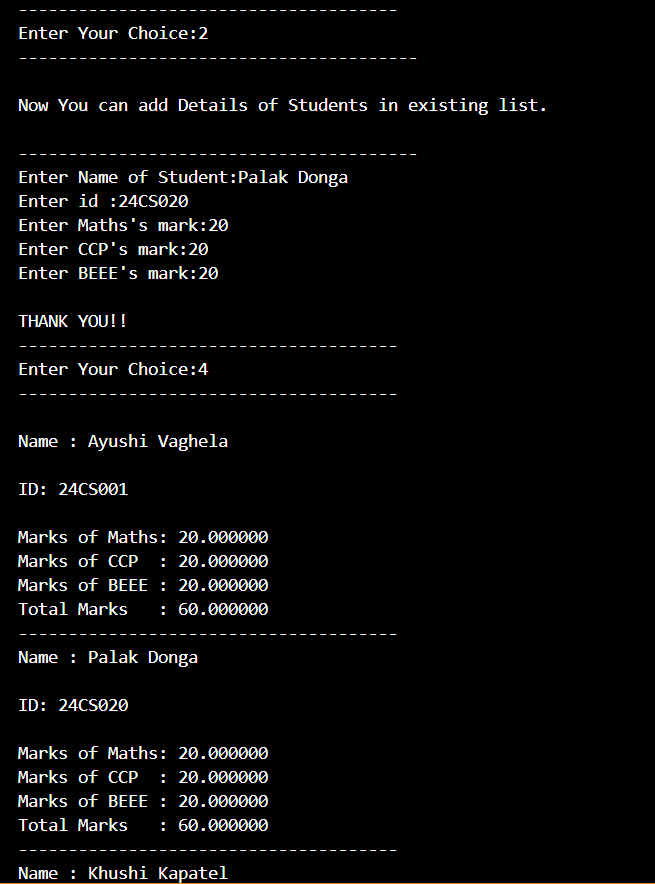 --------------------------------------
Enter Your Choice:2
----------------------------------------
Now You can add Details of Students in existing list.
----------------------------------------
Enter Name of Student:Palak Donga
Enter id :24CS020
Enter Maths's mark:20
Enter CCP's mark:20
Enter BEEE's mark:20
THANK YOU!!
--------------------------------------
Enter Your Choice:4
--------------------------------------
Name : Ayushi Vaghela
ID: 24CS001
Marks of Maths: 20.000000
Marks of CCP  : 20.000000
Marks of BEEE : 20.000000
Total Marks   : 60.000000
--------------------------------------
Name : Palak Donga
ID: 24CS020
Marks of Maths: 20.000000
Marks of CCP  : 20.000000
Marks of BEEE : 20.000000
Total Marks   : 60.000000
--------------------------------------
Name : Khushi Kapatel